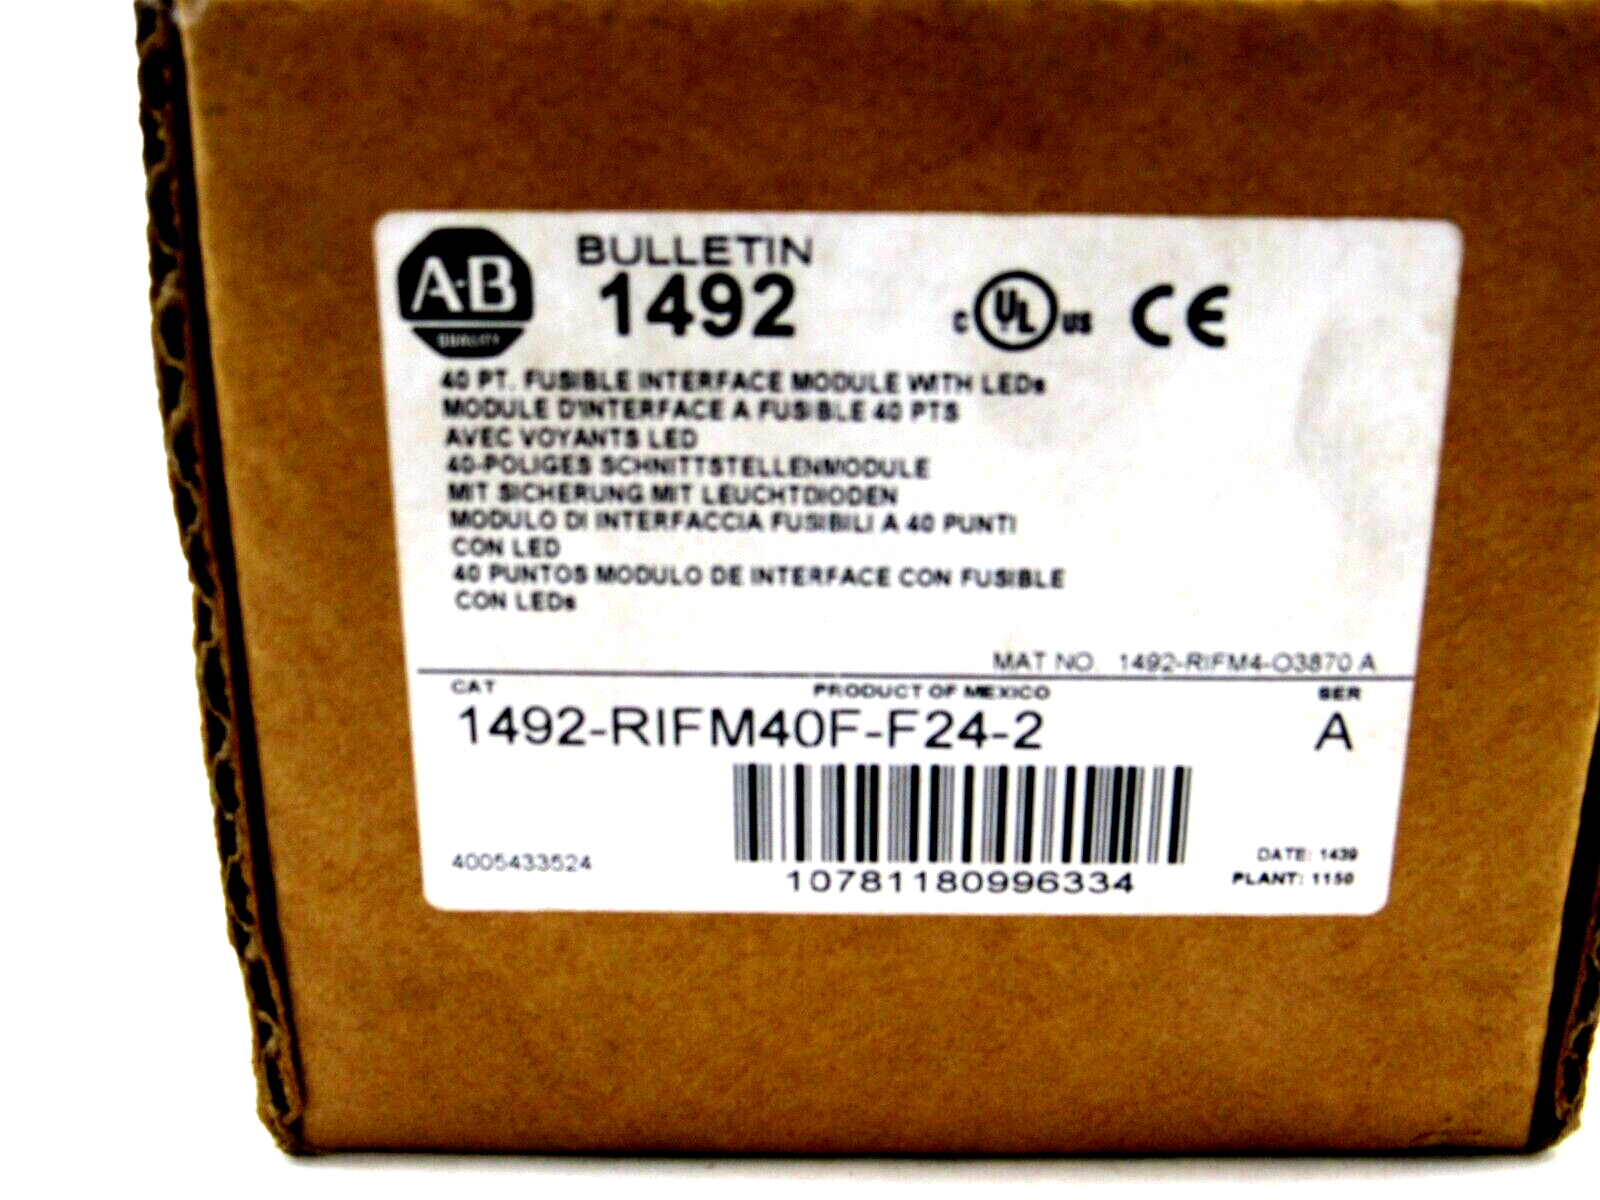 A-B
QUALITY
BULLETIN
1492
C UL US CE
40 PT. FUSIBLE INTERFACE MODULE WITH LEDs
MODULE D'INTERFACE A FUSIBLE 40 PTS
AVEC VOYANTS LED
40-POLIGES SCHNITTSTELLENMODULE
MIT SICHERUNG MIT LEUCHTDIODEN
MODULO DI INTERFACCIA FUSIBILI A 40 PUNTI
CON LED
40 PUNTOS MODULO DE INTERFACE CON FUSIBLE
CON LEDs
MAT NO. 1492-RIFM4-O3870 A
CAT PRODUCT OF MEXICO SER
1492-RIFM40F-F24-2 A
4005433524
10781180996334
DATE: 1439
PLANT: 1150